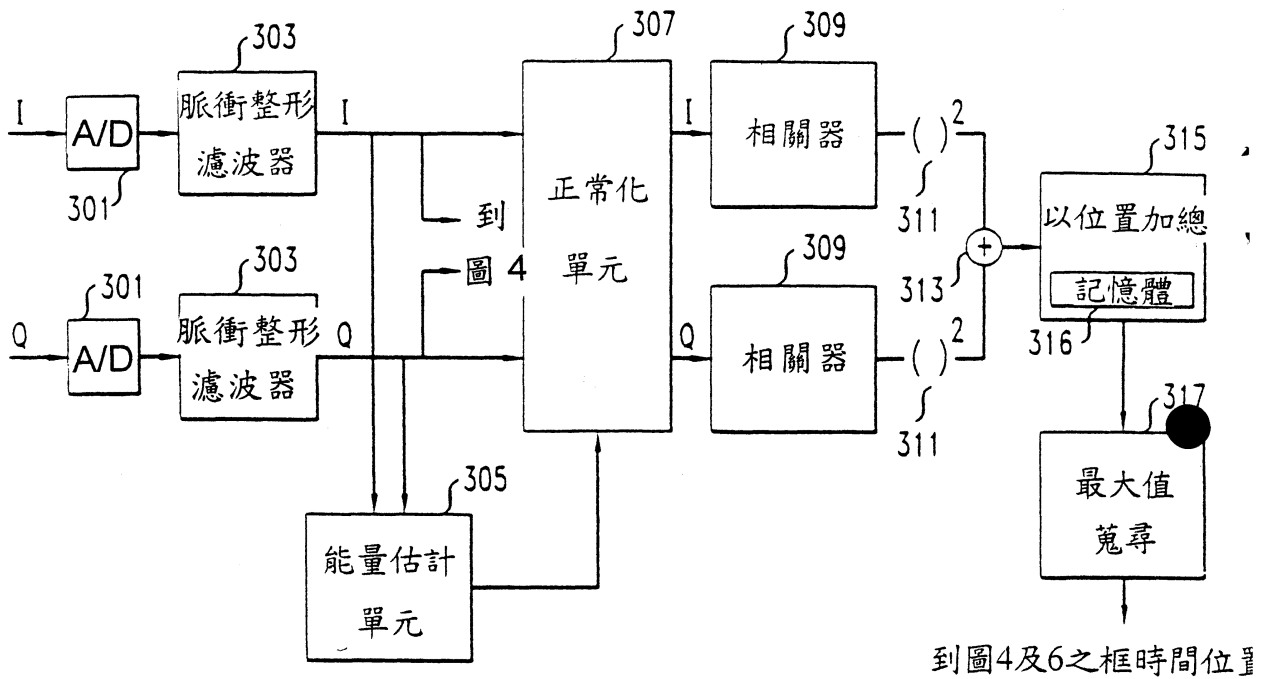 303
307
309
I
A/D
301
脈衝整形
濾波器
I
正常化
單元
I
相關器
( )2
311
315
以位置加總
記憶體
316
到
圖 4
+
313
Q
301
A/D
303
脈衝整形
濾波器
Q
Q
309
相關器
( )2
311
317
最大值
蒐尋
305
能量估計
單元
到圖4及6之框時間位置